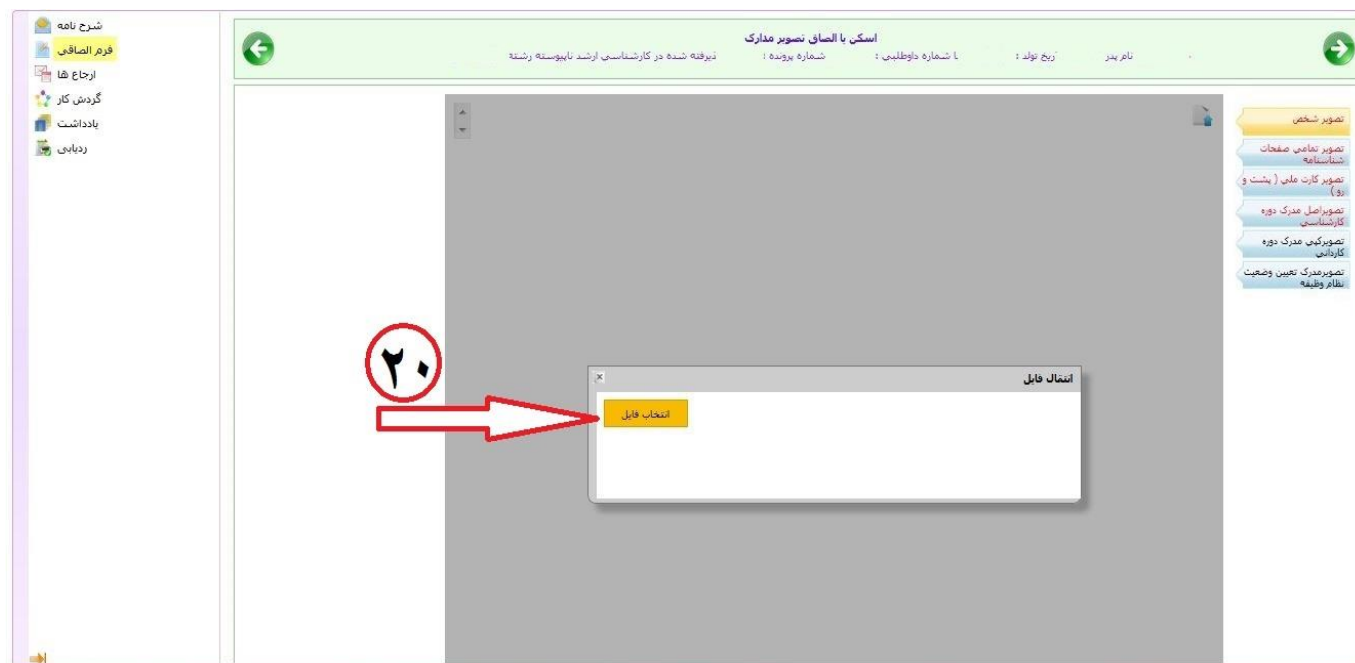 اسکن یا الصاق تصویر مدارک
نام پدر تاریخ تولد : با شماره داوطلبی : شماره پرونده : پذیرفته شده در کارشناسی ارشد ناپیوسته رشته
تصویر شخص
تصویر تمامی صفحات
شناسنامه
تصویر کارت ملی ( پشت و
رو )
تصویراصل مدرک دوره
کارشناسی
تصویرکپی مدرک دوره
کاردانی
تصویرمدرک تعیین وضعیت
نظام وظیفه
انتقال فایل
انتخاب فایل
۲۰
شرح نامه
فرم الصاقی
ارجاع ها
گردش کار
یادداشت
ردیابی